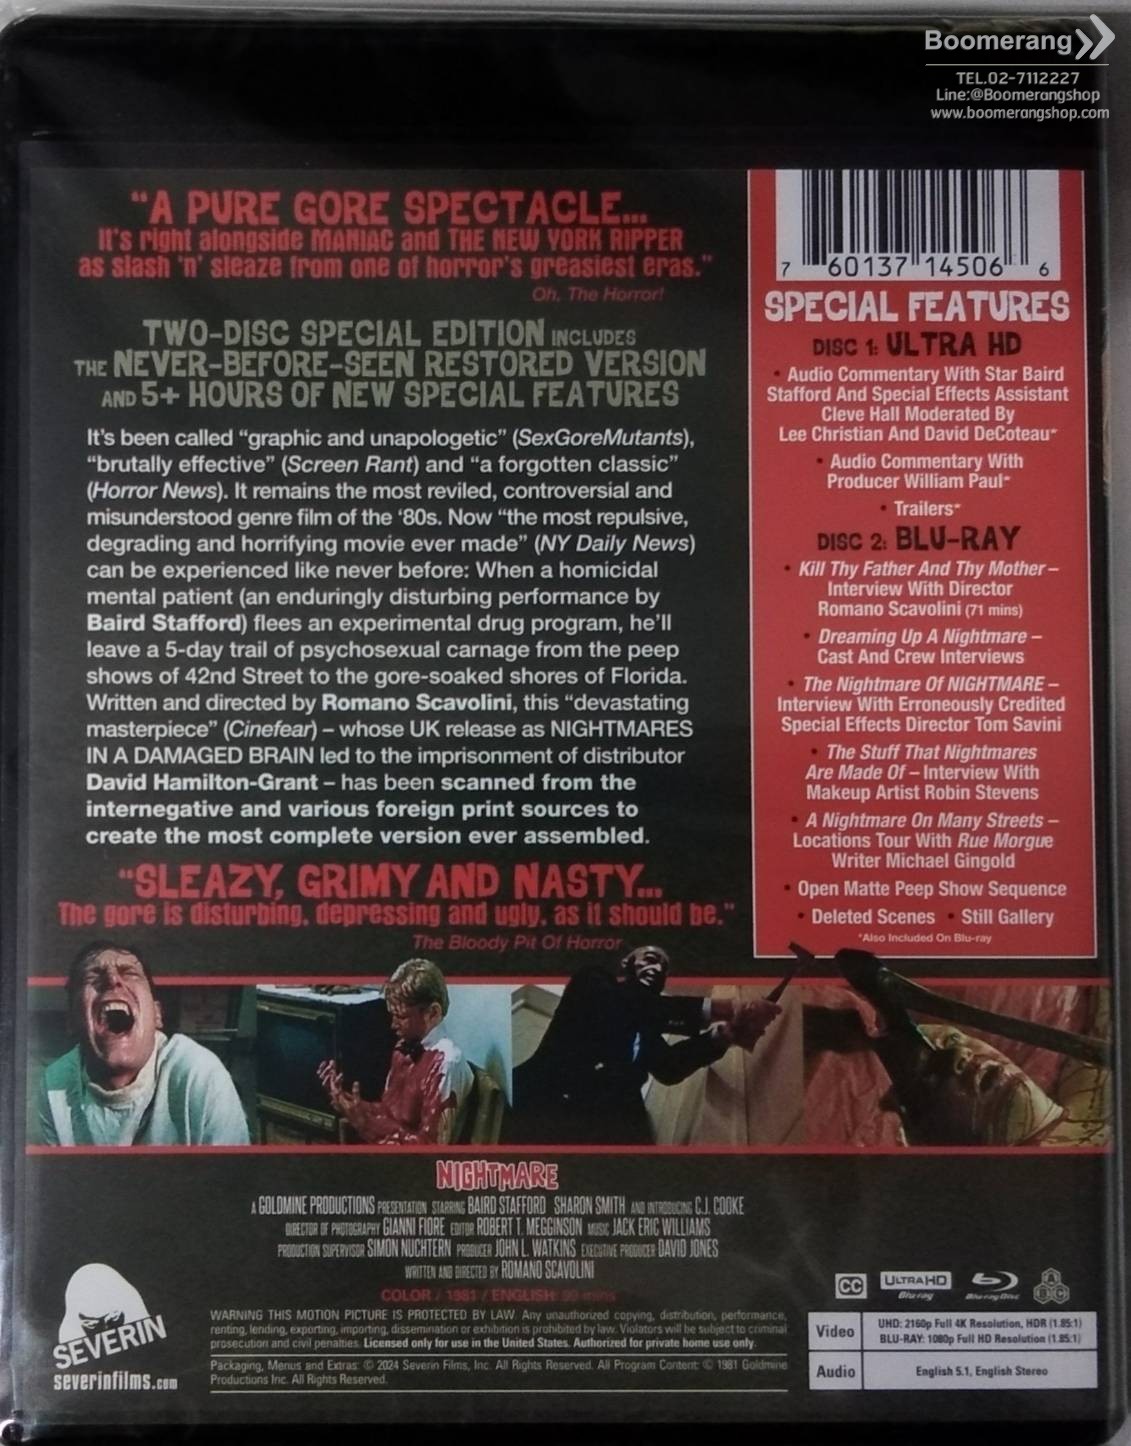 Boomerang
TEL.02-7112227
Line:@Boomerangshop
www.boomerangshop.com
"A PURE GORE SPECTACLE...
It's right alongside MANIAC and THE NEW YORK RIPPER
as slash 'n' sleaze from one of horror's greasiest eras."
Oh, The Horror!
TWO-DISC SPECIAL EDITION INCLUDES
THE NEVER-BEFORE-SEEN RESTORED VERSION
AND 5+ HOURS OF NEW SPECIAL FEATURES
It's been called "graphic and unapologetic" (SexGoreMutants),
"brutally effective" (Screen Rant) and "a forgotten classic"
(Horror News). It remains the most reviled, controversial and
misunderstood genre film of the '80s. Now "the most repulsive,
degrading and horrifying movie ever made" (NY Daily News)
can be experienced like never before: When a homicidal
mental patient (an enduringly disturbing performance by
Baird Stafford) flees an experimental drug program, he'll
leave a 5-day trail of psychosexual carnage from the peep
shows of 42nd Street to the gore-soaked shores of Florida.
Written and directed by Romano Scavolini, this "devastating
masterpiece" (Cinefear) – whose UK release as NIGHTMARES
IN A DAMAGED BRAIN led to the imprisonment of distributor
David Hamilton-Grant – has been scanned from the
internegative and various foreign print sources to
create the most complete version ever assembled.
"SLEAZY, GRIMY AND NASTY...
The gore is disturbing, depressing and ugly, as it should be."
The Bloody Pit Of Horror
7 60137 14506 6
SPECIAL FEATURES
DISC 1: ULTRA HD
• Audio Commentary With Star Baird
Stafford And Special Effects Assistant
Cleve Hall Moderated By
Lee Christian And David DeCoteau*
• Audio Commentary With
Producer William Paul*
• Trailers*
DISC 2: BLU-RAY
• Kill Thy Father And Thy Mother –
Interview With Director
Romano Scavolini (71 mins)
• Dreaming Up A Nightmare –
Cast And Crew Interviews
• The Nightmare Of NIGHTMARE –
Interview With Erroneously Credited
Special Effects Director Tom Savini
• The Stuff That Nightmares
Are Made Of – Interview With
Makeup Artist Robin Stevens
• A Nightmare On Many Streets –
Locations Tour With Rue Morgue
Writer Michael Gingold
• Open Matte Peep Show Sequence
• Deleted Scenes • Still Gallery
*Also Included On Blu-ray
NIGHTMARE
A GOLDMINE PRODUCTIONS PRESENTATION STARRING BAIRD STAFFORD SHARON SMITH AND INTRODUCING C.J. COOKE
DIRECTOR OF PHOTOGRAPHY GIANNI FIORE EDITOR ROBERT T. MEGGINSON MUSIC JACK ERIC WILLIAMS
PRODUCTION SUPERVISOR SIMON NUCHTERN PRODUCER JOHN L. WATKINS EXECUTIVE PRODUCER DAVID JONES
WRITTEN AND DIRECTED BY ROMANO SCAVOLINI
COLOR / 1981 / ENGLISH 99 mins
WARNING THIS MOTION PICTURE IS PROTECTED BY LAW. Any unauthorized copying, distribution, performance,
renting, lending, exporting, importing, dissemination or exhibition is prohibited by law. Violators will be subject to criminal
prosecution and civil penalties. Licensed only for use in the United States. Authorized for private home use only.
Packaging, Menus and Extras: © 2024 Severin Films, Inc. All Rights Reserved. All Program Content: © 1981 Goldmine
Productions Inc. All Rights Reserved.
SEVERIN
severinfilms.com
CC
ULTRA HD
Blu-ray
Blu-ray Disc
A
B C
Video
UHD: 2160p Full 4K Resolution, HDR (1.85:1)
BLU-RAY: 1080p Full HD Resolution (1.85:1)
Audio
English 5.1, English Stereo